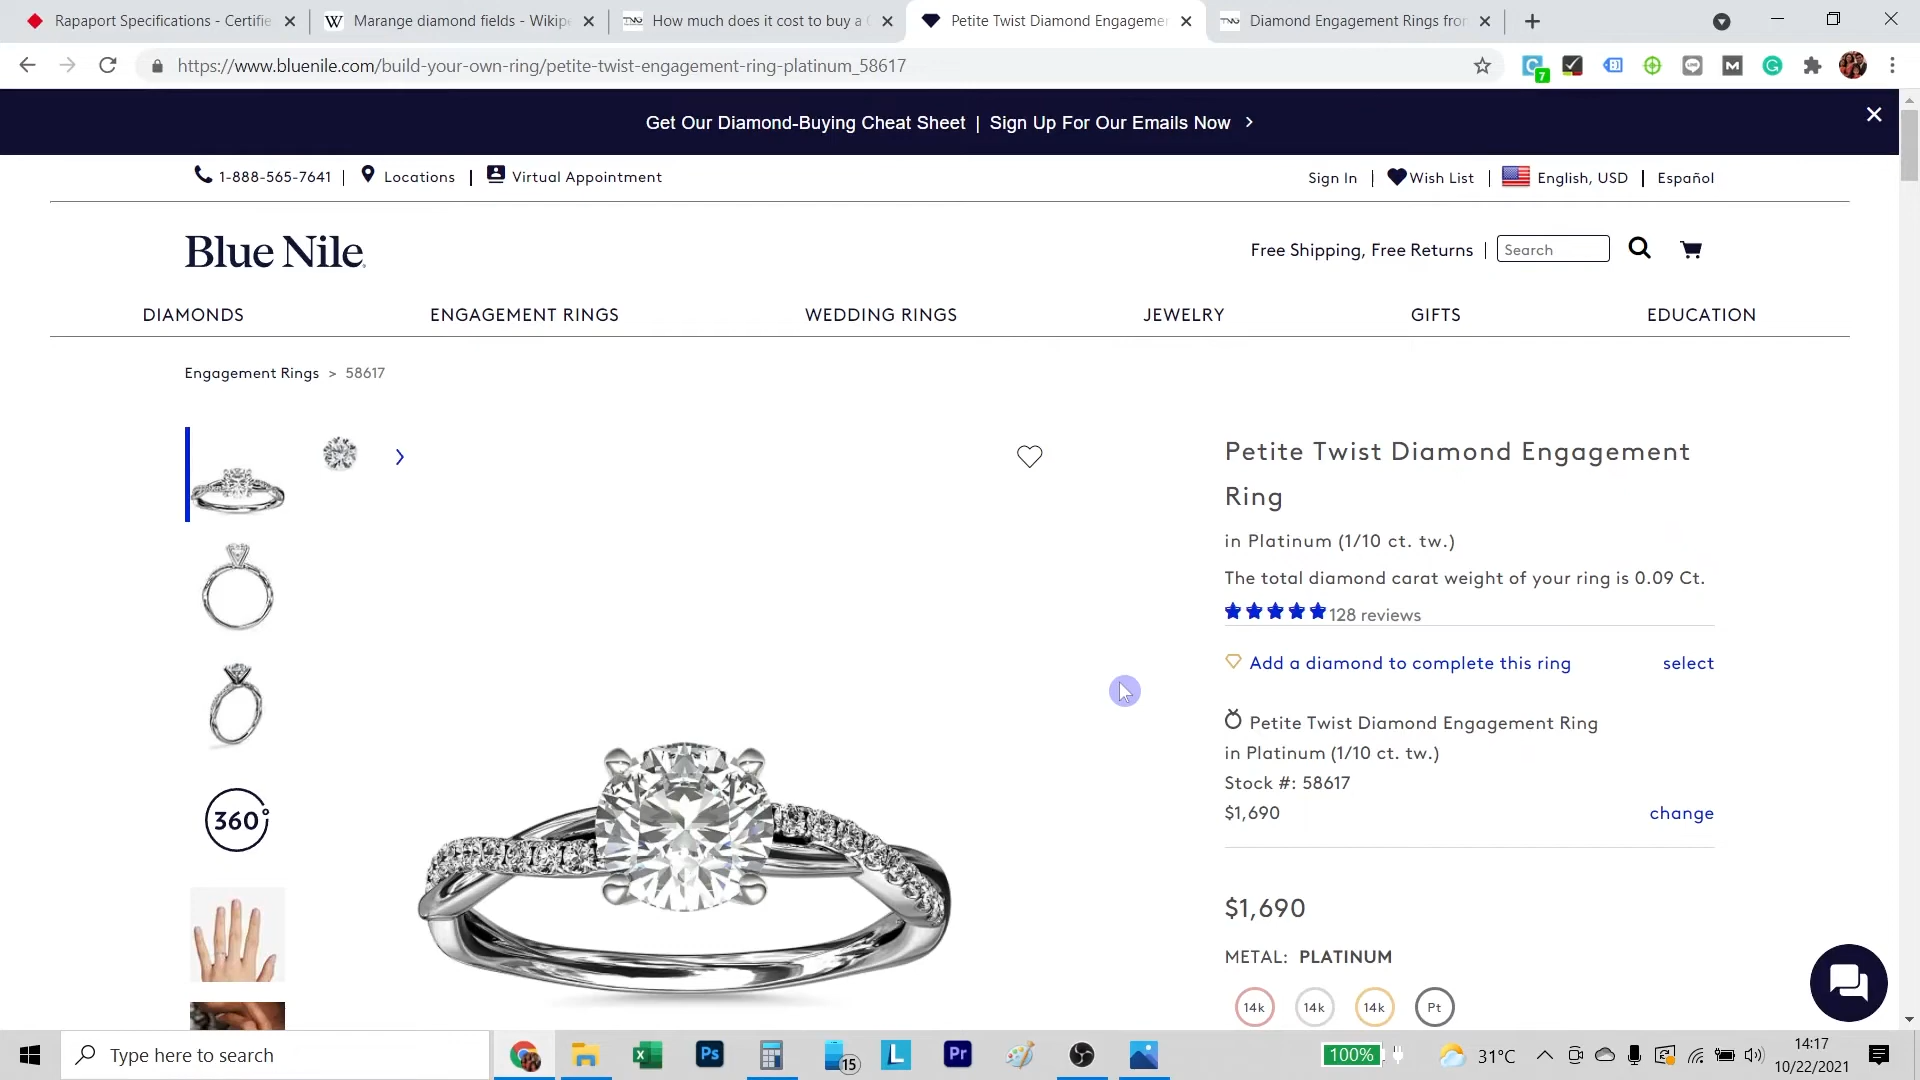 Rapaport Specifications - Certifie
Marange diamond fields - Wikipe
How much does it cost to buy a
Petite Twist Diamond Engagemen
Diamond Engagement Rings from
https://www.bluenile.com/build-your-own-ring/petite-twist-engagement-ring-platinum_58617
7
Get Our Diamond-Buying Cheat Sheet | Sign Up For Our Emails Now
1-888-565-7641 | Locations | Virtual Appointment
Sign In | Wish List | English, USD | Español
Blue Nile
Free Shipping, Free Returns | Search
DIAMONDS ENGAGEMENT RINGS WEDDING RINGS JEWELRY GIFTS EDUCATION
Engagement Rings > 58617
Petite Twist Diamond Engagement
Ring
in Platinum (1/10 ct. tw.)
The total diamond carat weight of your ring is 0.09 Ct.
128 reviews
Add a diamond to complete this ring select
Petite Twist Diamond Engagement Ring
in Platinum (1/10 ct. tw.)
Stock #: 58617
$1,690 change
360°
$1,690
METAL: PLATINUM
14k 14k 14k Pt
Type here to search
Ps
15
L
Pr
100%
31°C
14:17
10/22/2021